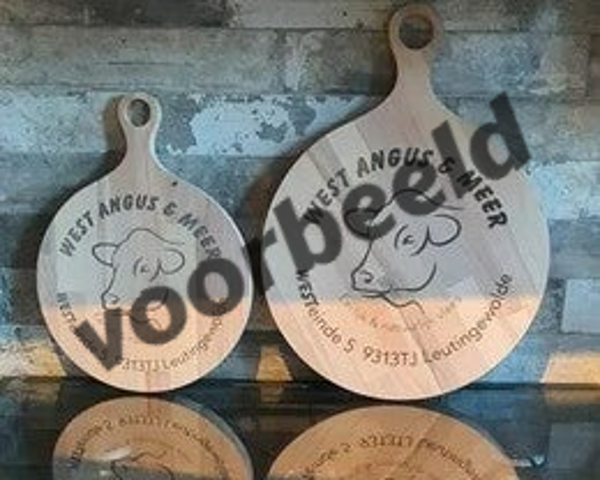 WEST ANGUS & MEER
9313TJ Leutingewolde
WEST ANGUS & MEER
WESTeinde 5 9313TJ Leutingewolde
voorbeeld